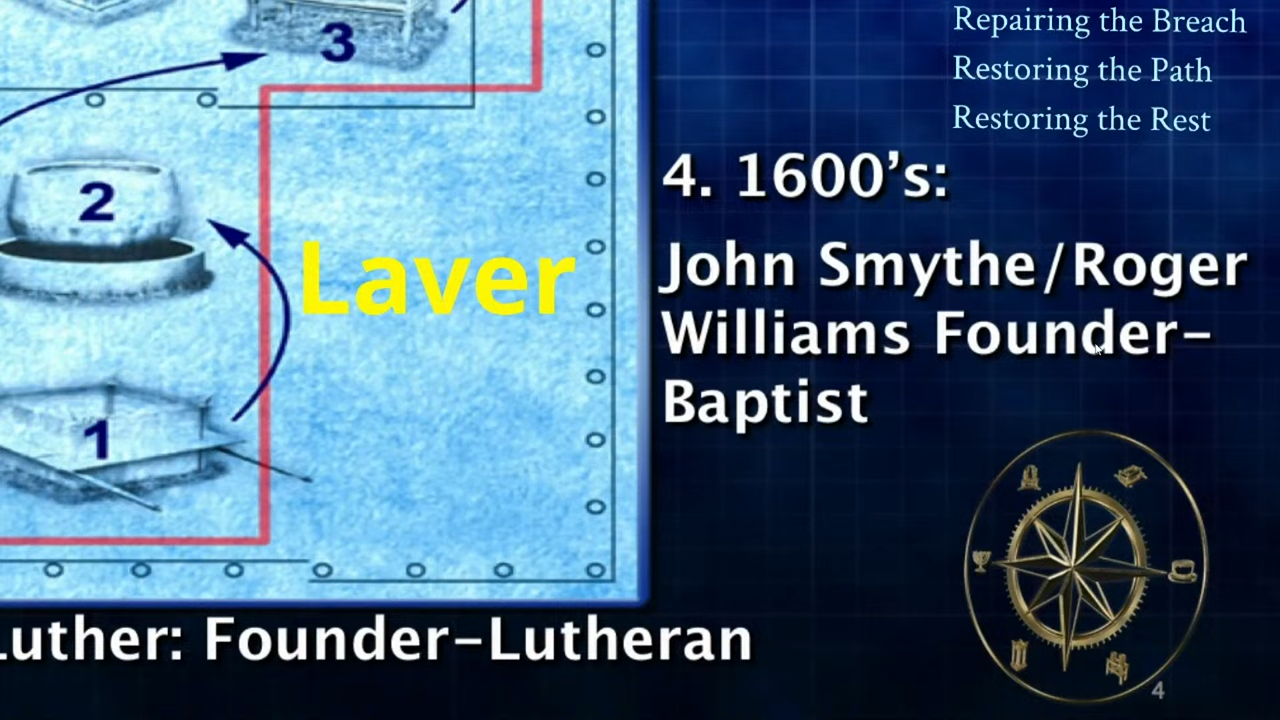 Repairing the Breach
Restoring the Path
Restoring the Rest
3
4. 1600’s:
2
John Smythe/Roger
Laver
Williams Founder-
Baptist
1
Luther: Founder-Lutheran
4